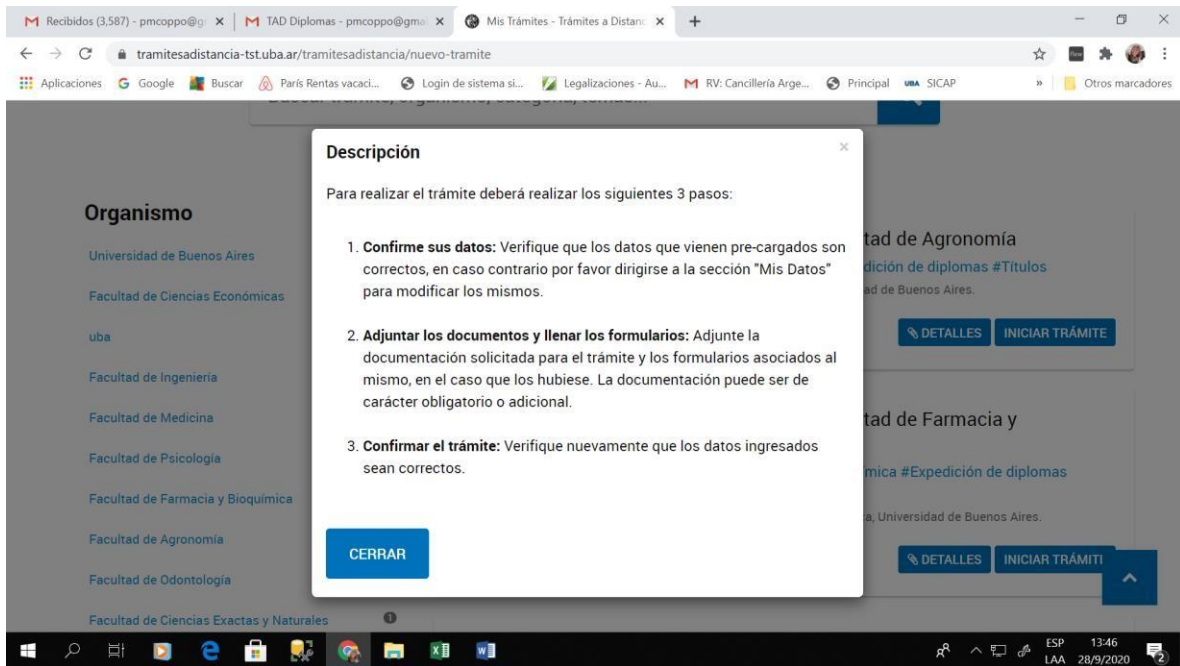 Recibidos (3,587) - pmcoppo@g
TAD Diplomas - pmcoppo@gmai
Mis Trámites - Trámites a Distanc
tramitesadistancia-tst.uba.ar/tramitesadistancia/nuevo-tramite
Aplicaciones
Google
Buscar
París Rentas vacaci...
Login de sistema si...
Legalizaciones - Au...
RV: Cancillería Arge...
Principal
UBA SICAP
»
Otros marcadores
Buscar trámite, organismo, categoría, temas...
Descripción
Para realizar el trámite deberá realizar los siguientes 3 pasos:
1. Confirme sus datos: Verifique que los datos que vienen pre-cargados son
correctos, en caso contrario por favor dirigirse a la sección "Mis Datos"
para modificar los mismos.
2. Adjuntar los documentos y llenar los formularios: Adjunte la
documentación solicitada para el trámite y los formularios asociados al
mismo, en el caso que los hubiese. La documentación puede ser de
carácter obligatorio o adicional.
3. Confirmar el trámite: Verifique nuevamente que los datos ingresados
sean correctos.
CERRAR
Organismo
Universidad de Buenos Aires
Facultad de Ciencias Económicas
uba
Facultad de Ingeniería
Facultad de Medicina
Facultad de Psicología
Facultad de Farmacia y Bioquímica
Facultad de Agronomía
Facultad de Odontología
Facultad de Ciencias Exactas y Naturales 1
tad de Agronomía
dición de diplomas #Títulos
ad de Buenos Aires.
DETALLES
INICIAR TRÁMITE
tad de Farmacia y
mica #Expedición de diplomas
a, Universidad de Buenos Aires.
DETALLES
INICIAR TRÁMIT
ESP
LAA
13:46
28/9/2020
2